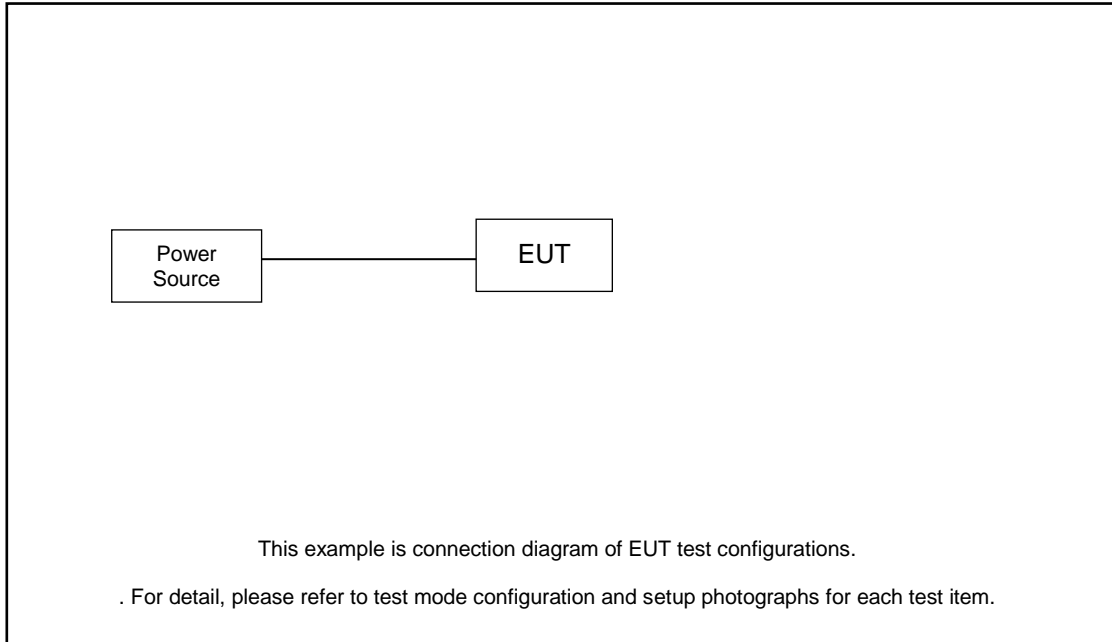 Power
Source
EUT
This example is connection diagram of EUT test configurations.
. For detail, please refer to test mode configuration and setup photographs for each test item.